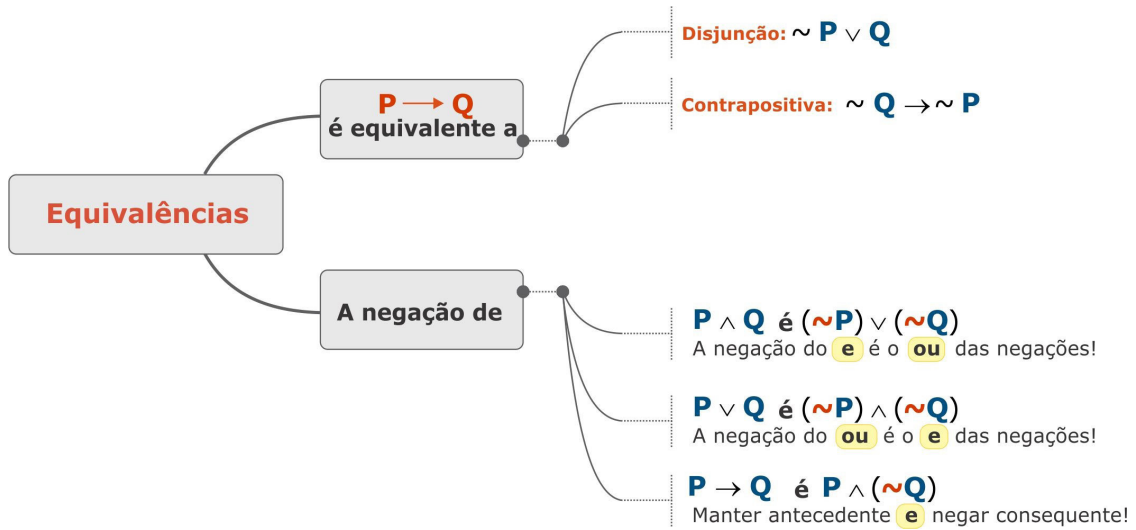 Equivalências
P → Q
é equivalente a
Disjunção: ~ P ∨ Q
Contrapositiva: ~ Q → ~ P
A negação de
P ∧ Q é (~P) ∨ (~Q)
A negação do e é o ou das negações!
P ∨ Q é (~P) ∧ (~Q)
A negação do ou é o e das negações!
P → Q é P ∧ (~Q)
Manter antecedente e negar consequente!